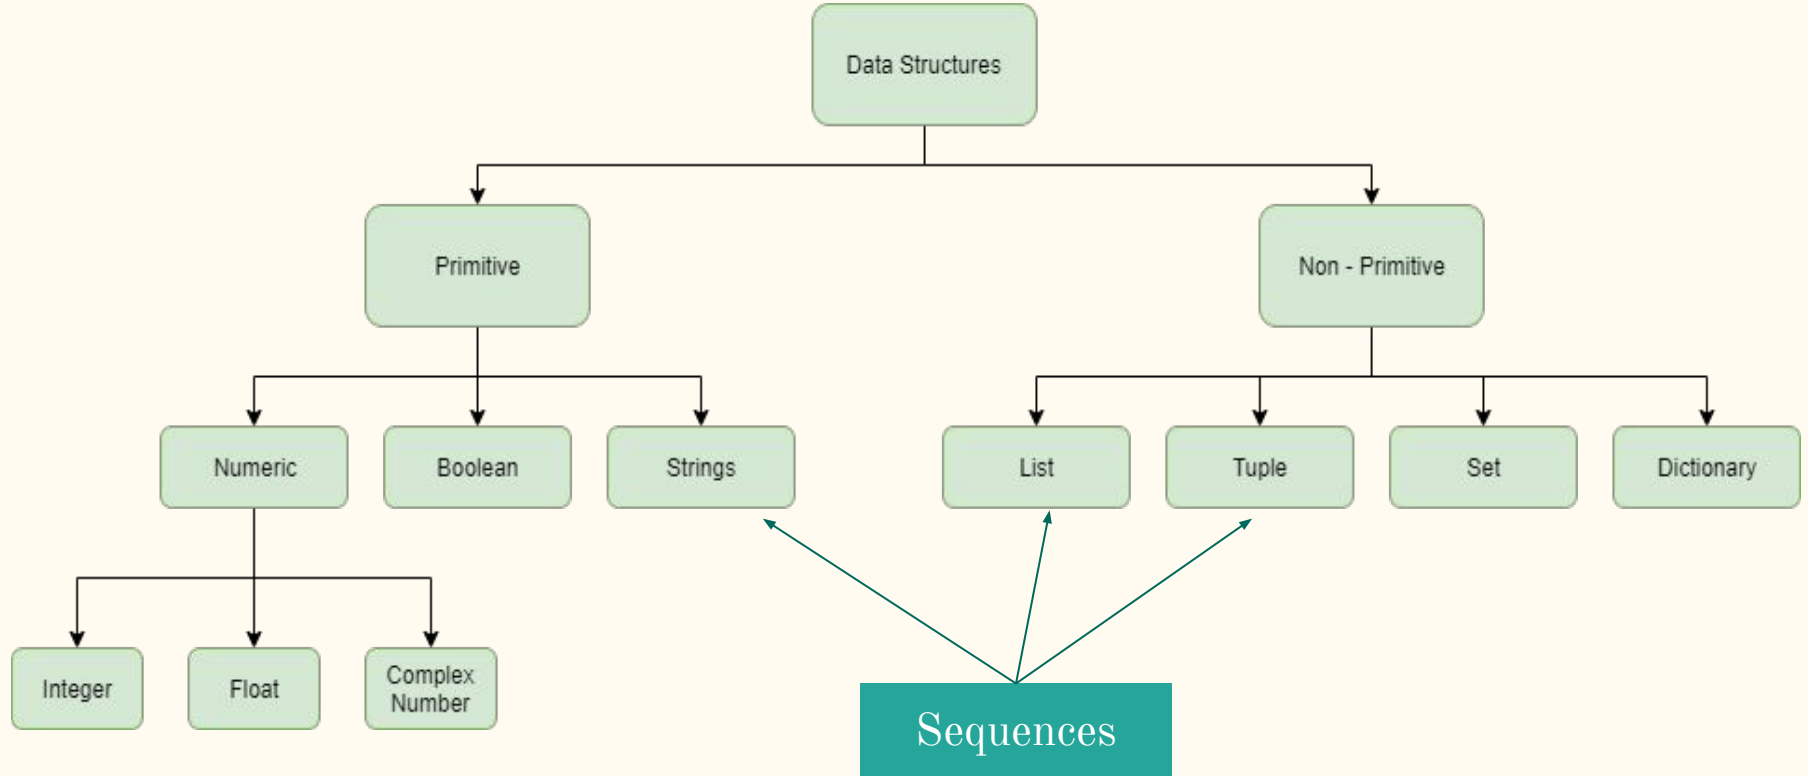 Data Structures
Primitive
Non - Primitive
Numeric
Boolean
Strings
List
Tuple
Set
Dictionary
Integer
Float
Complex
Number
Sequences